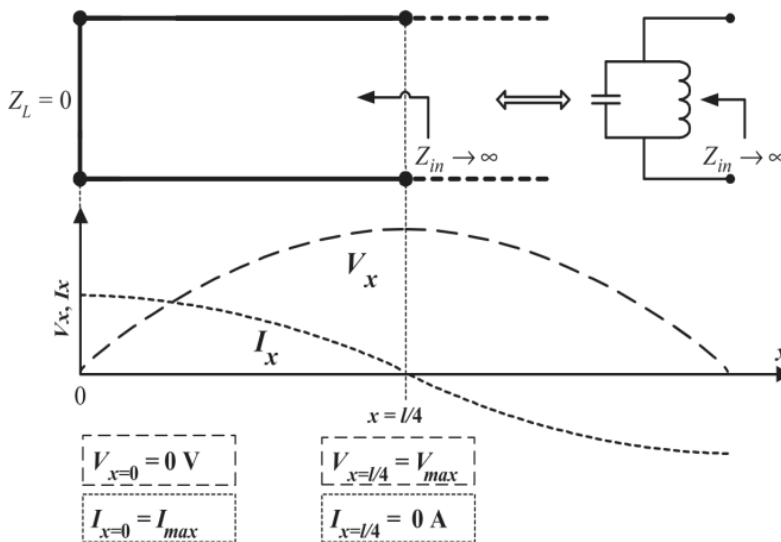 Z_L = 0
Z_in → ∞
Z_in → ∞
Vx, Ix
V_x
I_x
x
0
x = l/4
V_x=0 = 0 V
V_x=l/4 = V_max
I_x=0 = I_max
I_x=l/4 = 0 A